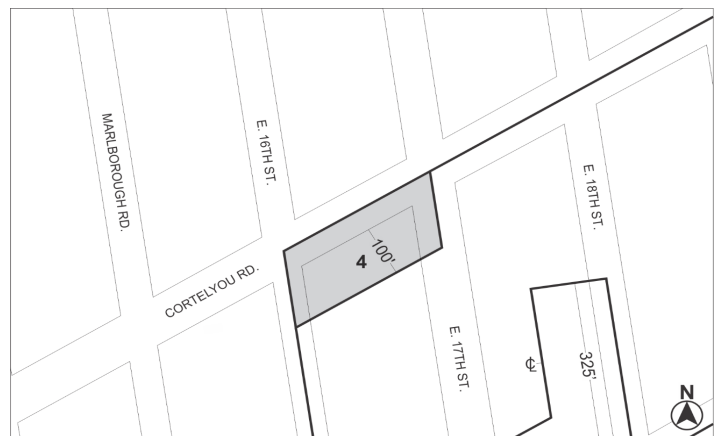 MARLBOROUGH RD.
E. 16TH ST.
E. 18TH ST.
100'
4
CORTELYOU RD.
E. 17TH ST.
325'
℄
N